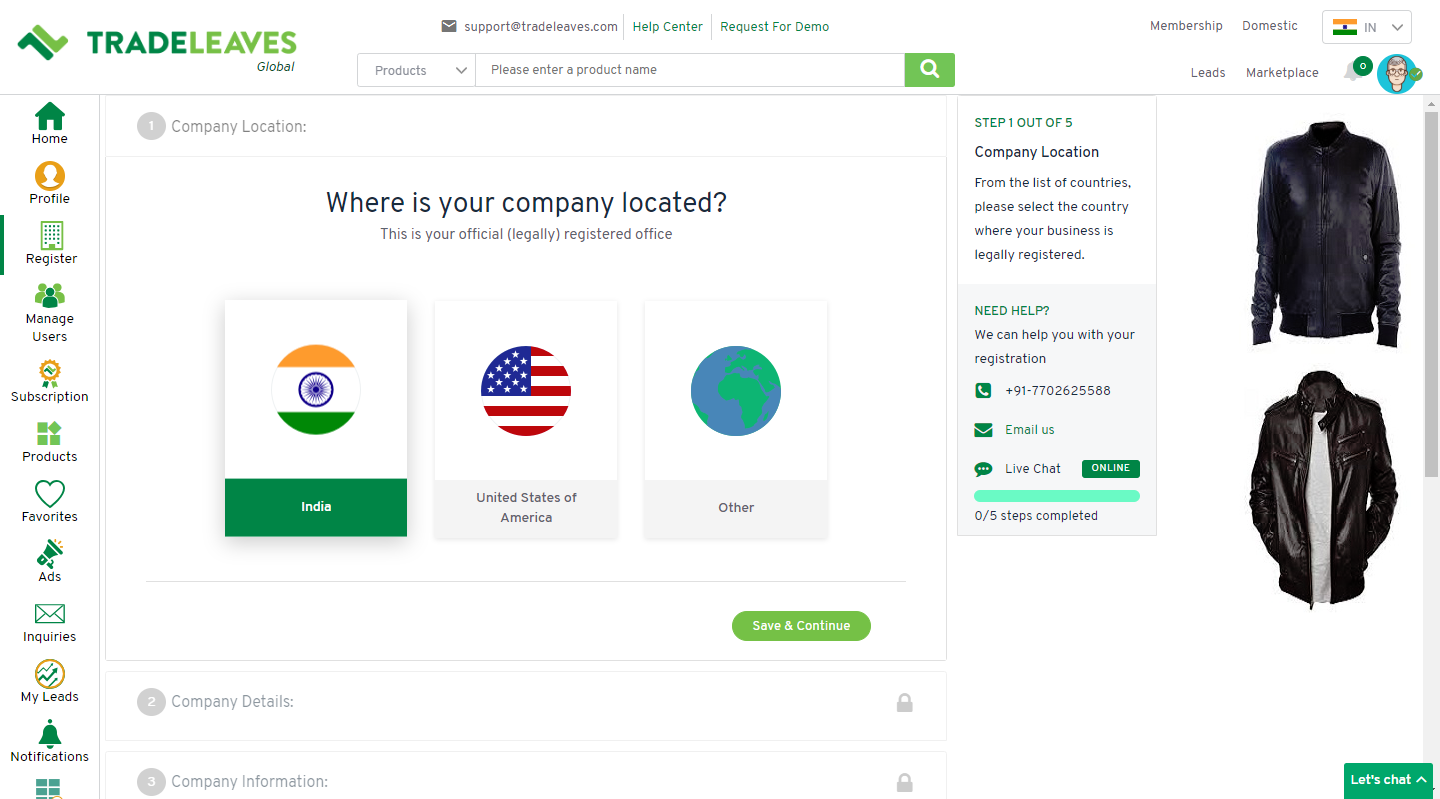 support@tradeleaves.com
Help Center
Request For Demo
Membership
Domestic
IN
TRADELEAVES
Global
Products
Please enter a product name
Leads
Marketplace
0
Home
Profile
Register
Manage
Users
Subscription
Products
Favorites
Ads
Inquiries
My Leads
Notifications
1 Company Location:
Where is your company located?
This is your official (legally) registered office
India
United States of
America
Other
Save & Continue
2 Company Details:
3 Company Information:
STEP 1 OUT OF 5
Company Location
From the list of countries,
please select the country
where your business is
legally registered.
NEED HELP?
We can help you with your
registration
+91-7702625588
Email us
Live Chat
ONLINE
0/5 steps completed
Let's chat